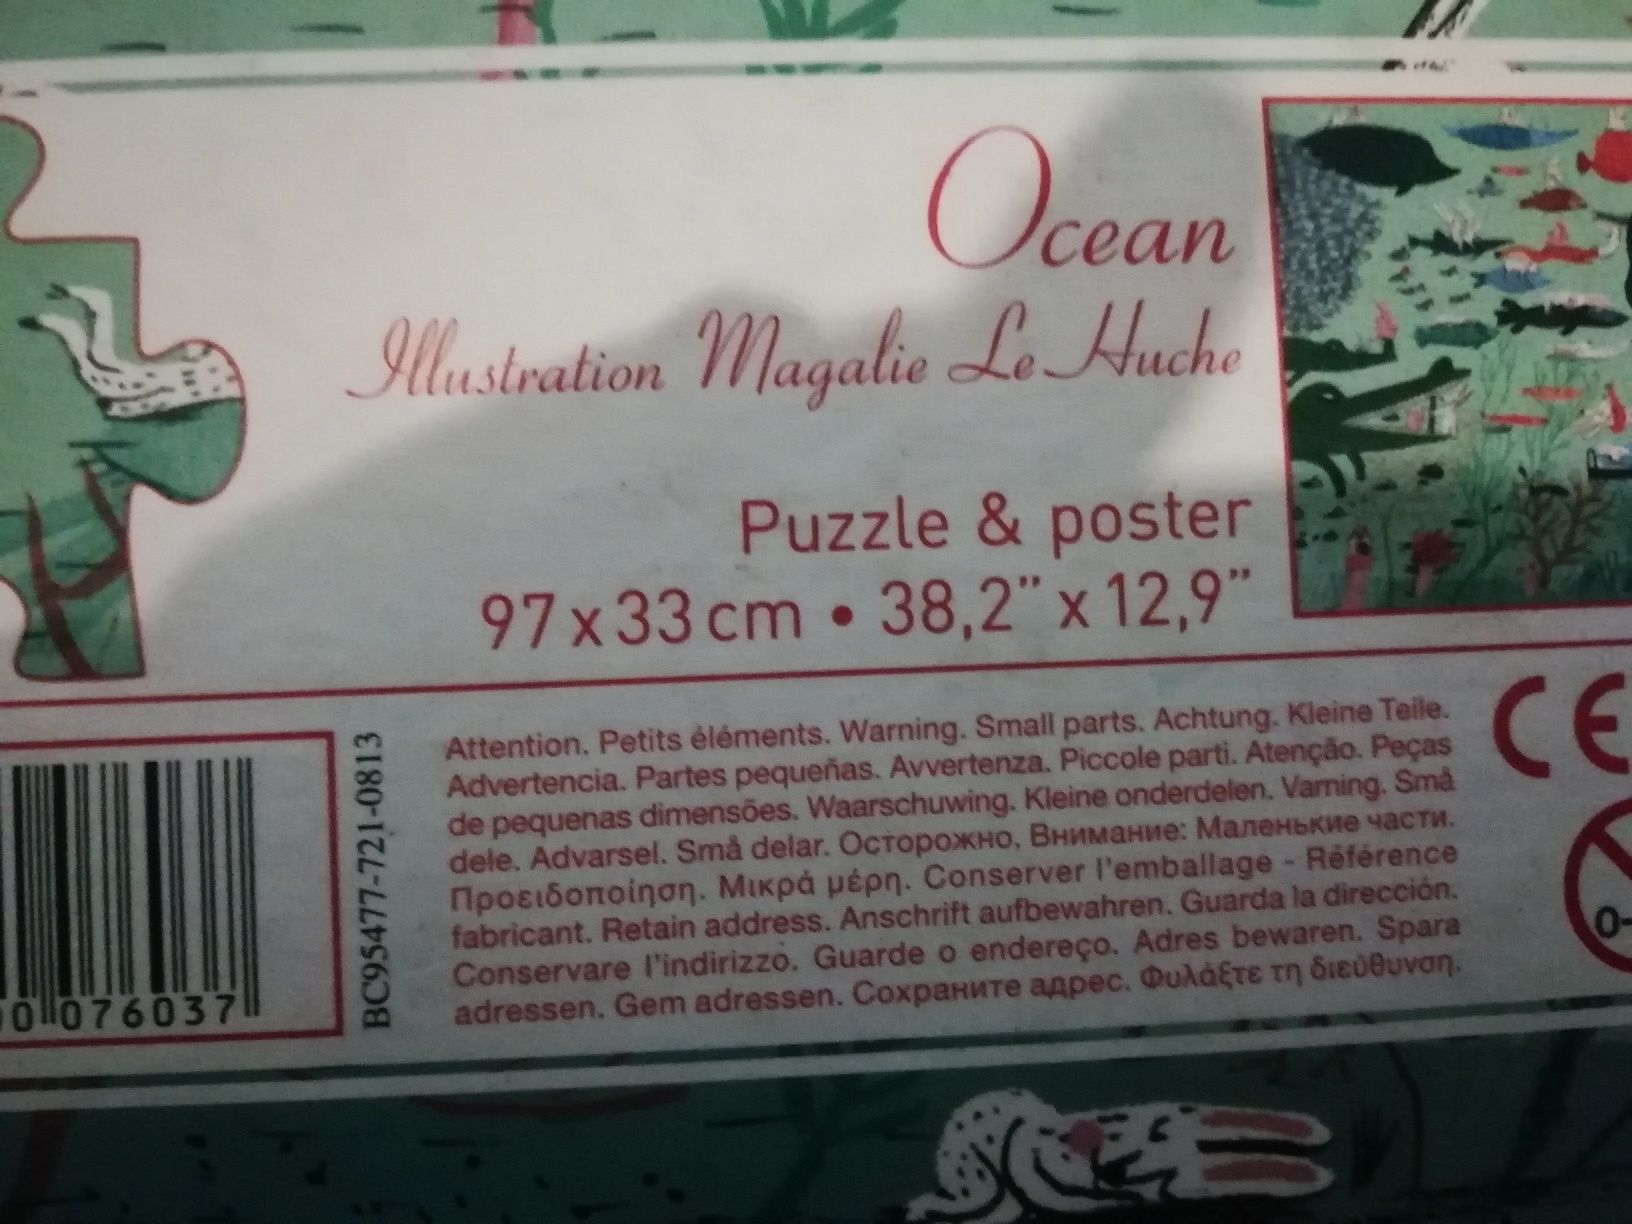 Ocean
Illustration Magalie Le Huche
Puzzle & poster
97 x 33 cm • 38,2" x 12,9"
BC95477-721-0813
Attention. Petits éléments. Warning. Small parts. Achtung. Kleine Teile.
Advertencia. Partes pequeñas. Avvertenza. Piccole parti. Atenção. Peças
de pequenas dimensões. Waarschuwing. Kleine onderdelen. Varning. Små
dele. Advarsel. Små delar. Осторожно, Внимание: Маленькие части.
Προειδοποίηση. Μικρά μέρη. Conserver l'emballage - Référence
fabricant. Retain address. Anschrift aufbewahren. Guarda la dirección.
Conservare l'indirizzo. Guarde o endereço. Adres bewaren. Spara
adressen. Gem adressen. Сохраните адрес. Φυλάξτε τη διεύθυνση.
CE
0-
0 076037